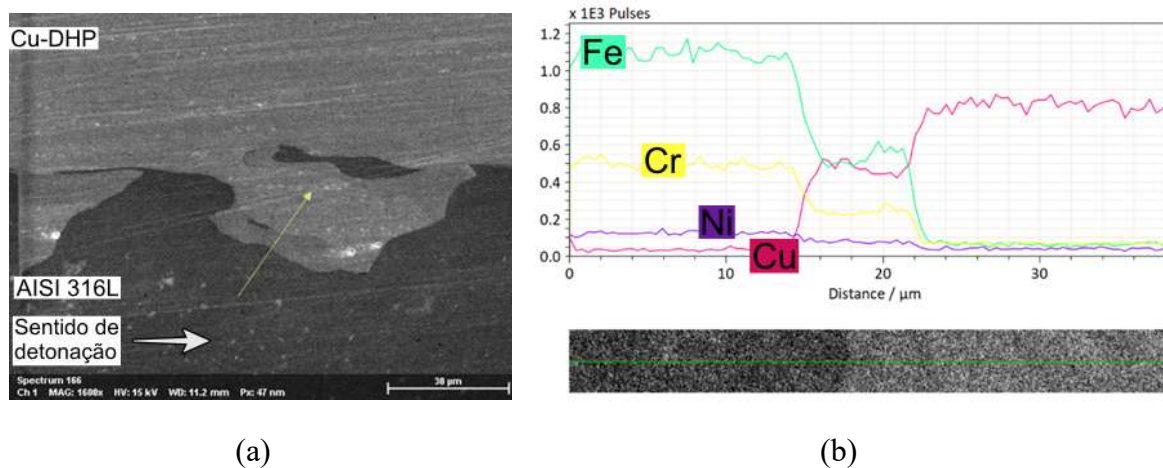 Cu-DHP
AISI 316L
Sentido de
detonação
Spectrum 166
Ch 1 MAG: 1600x HV: 15 kV WD: 11.2 mm Px: 47 nm
30 µm
(a)
x 1E3 Pulses
1.2
1.0
0.8
0.6
0.4
0.2
0.0
Fe
Cr
Ni
Cu
0 10 20 30
Distance / µm
(b)